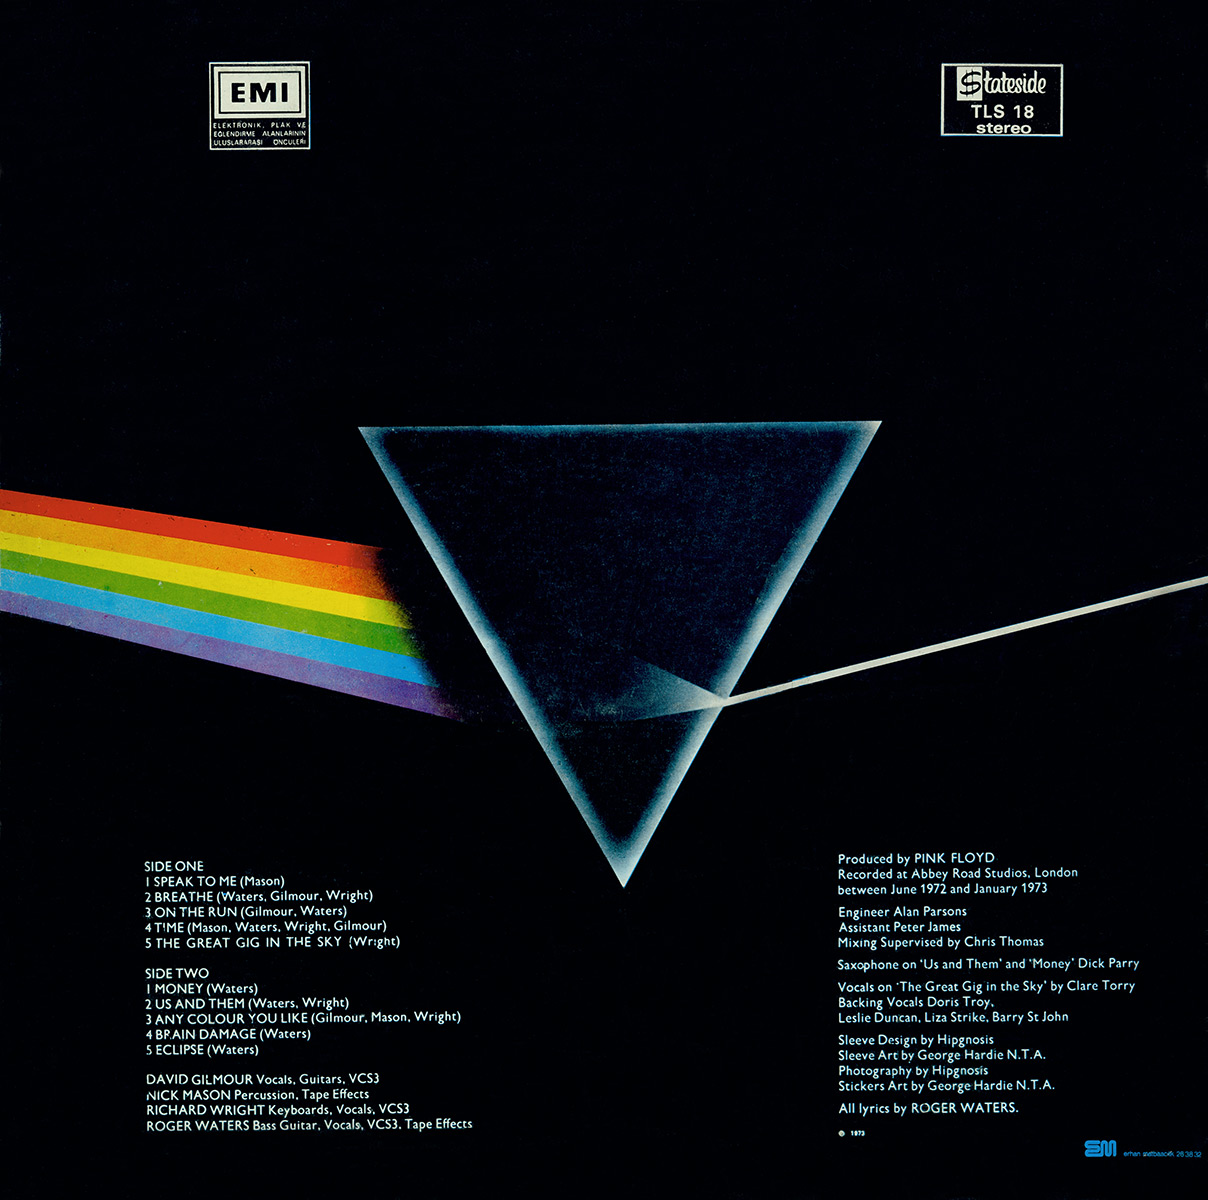 EMI
ELEKTRONIK, PLAK VE
EĞLENDİRME ALANLARININ
ULUSLARARASI ÖNCÜLERİ
Stateside
TLS 18
stereo
SIDE ONE
1 SPEAK TO ME (Mason)
2 BREATHE (Waters, Gilmour, Wright)
3 ON THE RUN (Gilmour, Waters)
4 TIME (Mason, Waters, Wright, Gilmour)
5 THE GREAT GIG IN THE SKY (Wright)
SIDE TWO
1 MONEY (Waters)
2 US AND THEM (Waters, Wright)
3 ANY COLOUR YOU LIKE (Gilmour, Mason, Wright)
4 BRAIN DAMAGE (Waters)
5 ECLIPSE (Waters)
DAVID GILMOUR Vocals, Guitars, VCS3
NICK MASON Percussion, Tape Effects
RICHARD WRIGHT Keyboards, Vocals, VCS3
ROGER WATERS Bass Guitar, Vocals, VCS3, Tape Effects
Produced by PINK FLOYD
Recorded at Abbey Road Studios, London
between June 1972 and January 1973
Engineer Alan Parsons
Assistant Peter James
Mixing Supervised by Chris Thomas
Saxophone on 'Us and Them' and 'Money' Dick Parry
Vocals on 'The Great Gig in the Sky' by Clare Torry
Backing Vocals Doris Troy,
Leslie Duncan, Liza Strike, Barry St John
Sleeve Design by Hipgnosis
Sleeve Art by George Hardie N.T.A.
Photography by Hipgnosis
Stickers Art by George Hardie N.T.A.
All lyrics by ROGER WATERS.
℗ 1973
erhan 26 38 32